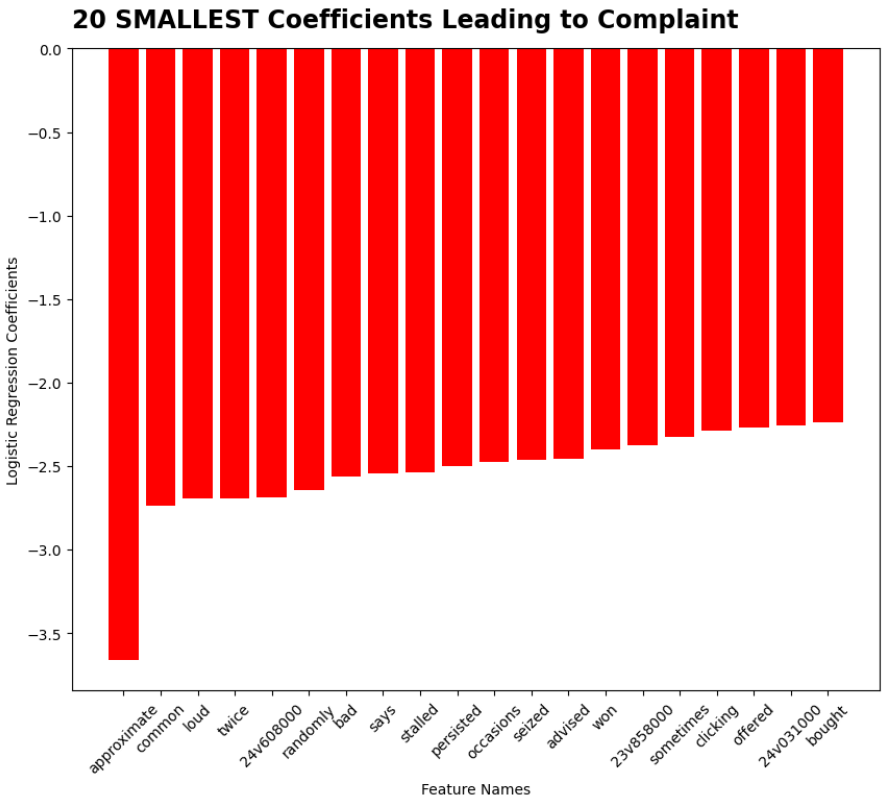 20 SMALLEST Coefficients Leading to Complaint
0.0
−0.5
−1.0
−1.5
−2.0
−2.5
−3.0
−3.5
Logistic Regression Coefficients
approximate
common
loud
twice
24v608000
randomly
bad
says
stalled
persisted
occasions
seized
advised
won
23v858000
sometimes
clicking
offered
24v031000
bought
Feature Names